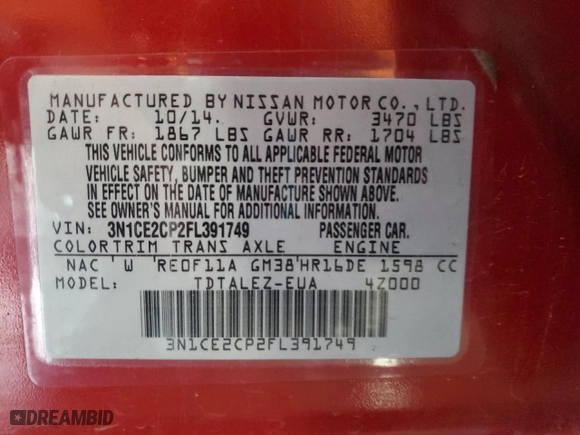 MANUFACTURED BY NISSAN MOTOR CO., LTD.
DATE: 10/14. GVWR: 3470 LBS
GAWR FR: 1867 LBS GAWR RR: 1704 LBS
THIS VEHICLE CONFORMS TO ALL APPLICABLE FEDERAL MOTOR
VEHICLE SAFETY, BUMPER AND THEFT PREVENTION STANDARDS
IN EFFECT ON THE DATE OF MANUFACTURE SHOWN ABOVE.
SEE OWNER'S MANUAL FOR ADDITIONAL INFORMATION.
VIN: 3N1CE2CP2FL391749 PASSENGER CAR.
COLORTRIM TRANS AXLE ENGINE
NAC 'W 'RE0F11A GM38'HR16DE 1598 CC
MODEL: TDTALEZ-EUA 4Z000
3N1CE2CP2FL391749
DREAMBID